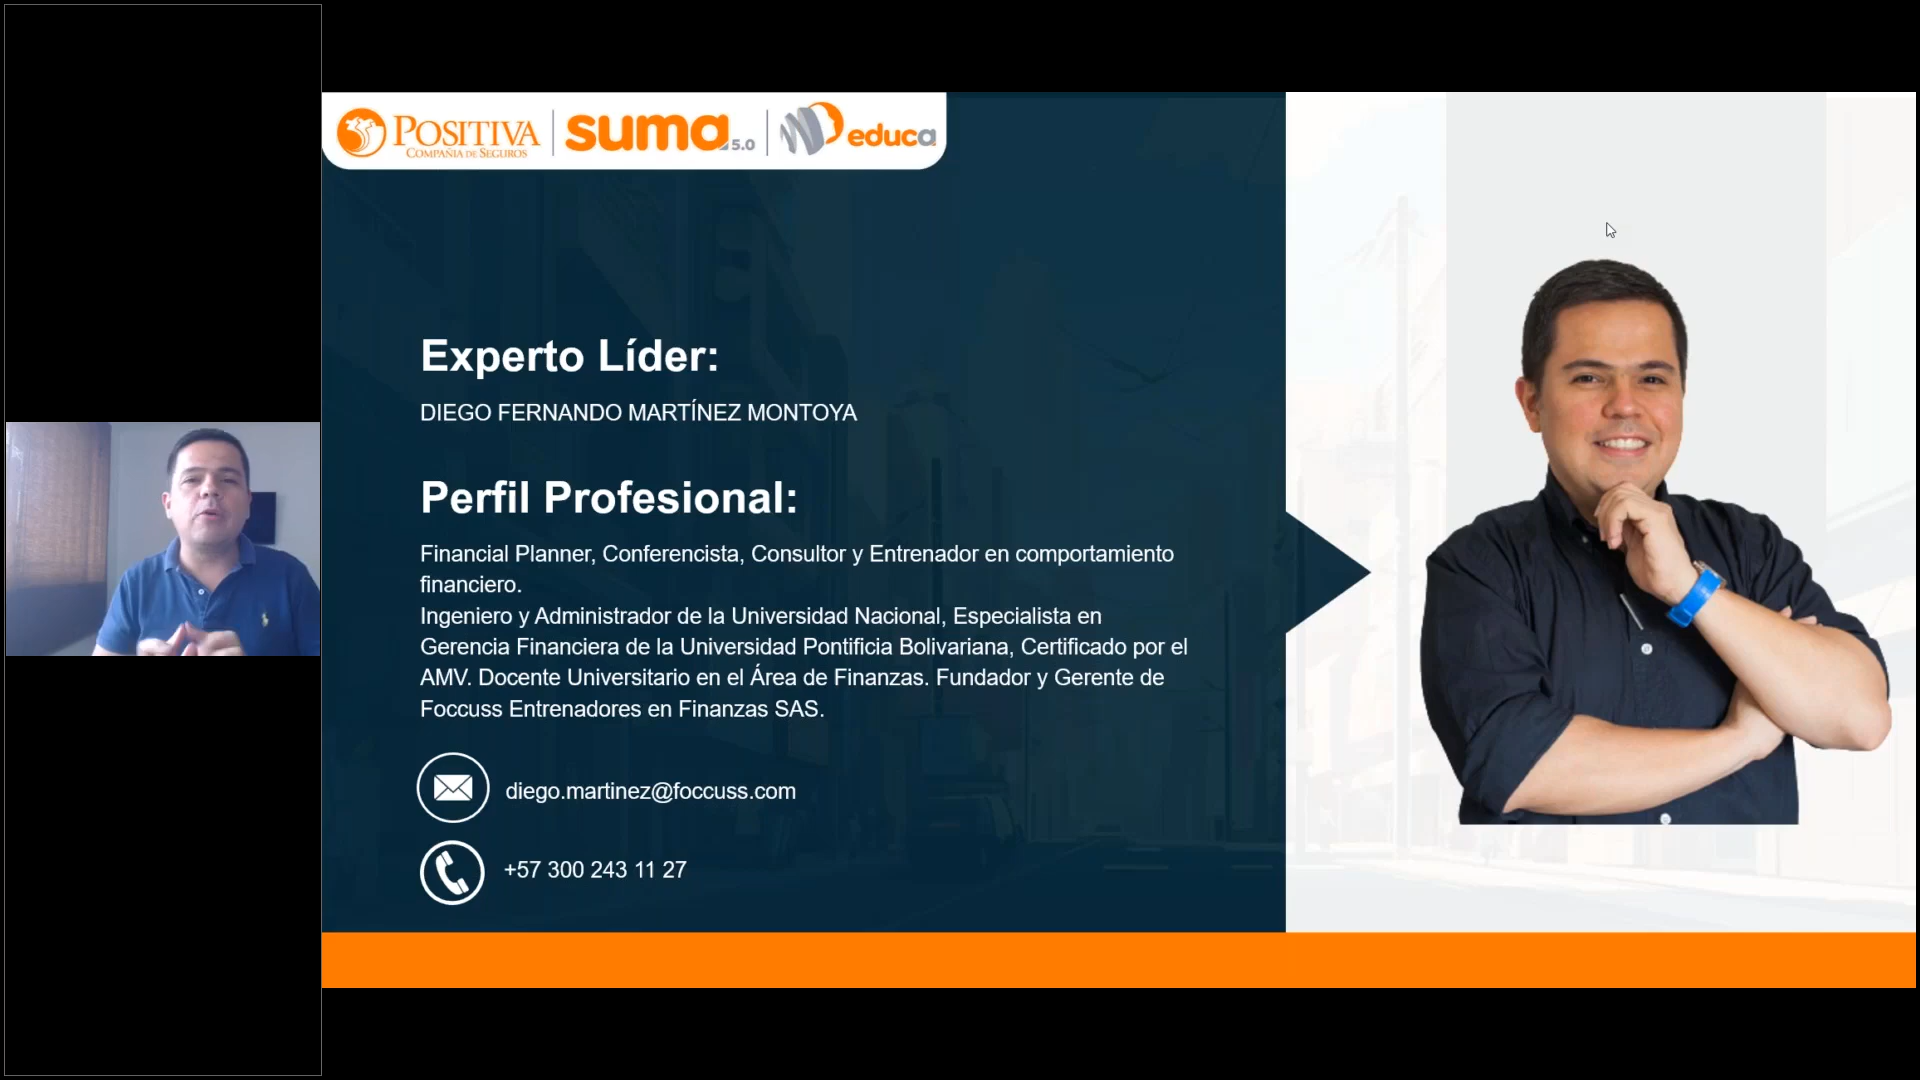 POSITIVA
COMPAÑIA DE SEGUROS
suma 5.0
educa
Experto Líder:
DIEGO FERNANDO MARTÍNEZ MONTOYA
Perfil Profesional:
Financial Planner, Conferencista, Consultor y Entrenador en comportamiento
financiero.
Ingeniero y Administrador de la Universidad Nacional, Especialista en
Gerencia Financiera de la Universidad Pontificia Bolivariana, Certificado por el
AMV. Docente Universitario en el Área de Finanzas. Fundador y Gerente de
Foccuss Entrenadores en Finanzas SAS.
diego.martinez@foccuss.com
+57 300 243 11 27